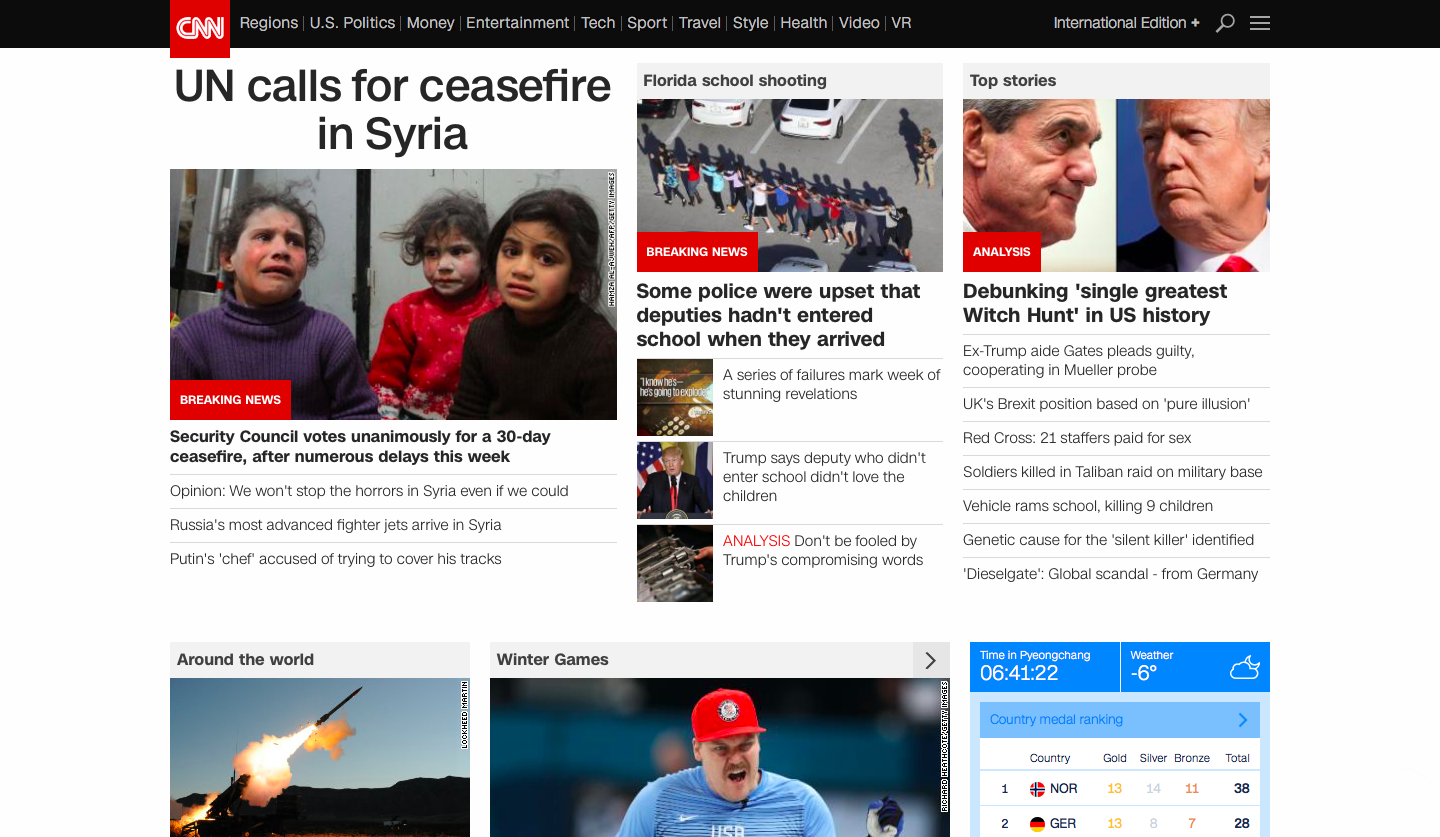 CNN
Regions
U.S. Politics
Money
Entertainment
Tech
Sport
Travel
Style
Health
Video
VR
International Edition +
UN calls for ceasefire
in Syria
HAMZA AL-AJWEH/AFP/GETTY IMAGES
BREAKING NEWS
Security Council votes unanimously for a 30-day
ceasefire, after numerous delays this week
Opinion: We won't stop the horrors in Syria even if we could
Russia's most advanced fighter jets arrive in Syria
Putin's 'chef' accused of trying to cover his tracks
Florida school shooting
BREAKING NEWS
Some police were upset that
deputies hadn't entered
school when they arrived
"I know he's—
he's going to explode"
A series of failures mark week of
stunning revelations
Trump says deputy who didn't
enter school didn't love the
children
ANALYSIS Don't be fooled by
Trump's compromising words
Top stories
ANALYSIS
Debunking 'single greatest
Witch Hunt' in US history
Ex-Trump aide Gates pleads guilty,
cooperating in Mueller probe
UK's Brexit position based on 'pure illusion'
Red Cross: 21 staffers paid for sex
Soldiers killed in Taliban raid on military base
Vehicle rams school, killing 9 children
Genetic cause for the 'silent killer' identified
'Dieselgate': Global scandal - from Germany
Around the world
LOCKHEED MARTIN
Winter Games
RICHARD HEATHCOTE/GETTY IMAGES
USA
Time in Pyeongchang
06:41:22
Weather
-6°
Country medal ranking
Country Gold Silver Bronze Total
1 NOR 13 14 11 38
2 GER 13 8 7 28